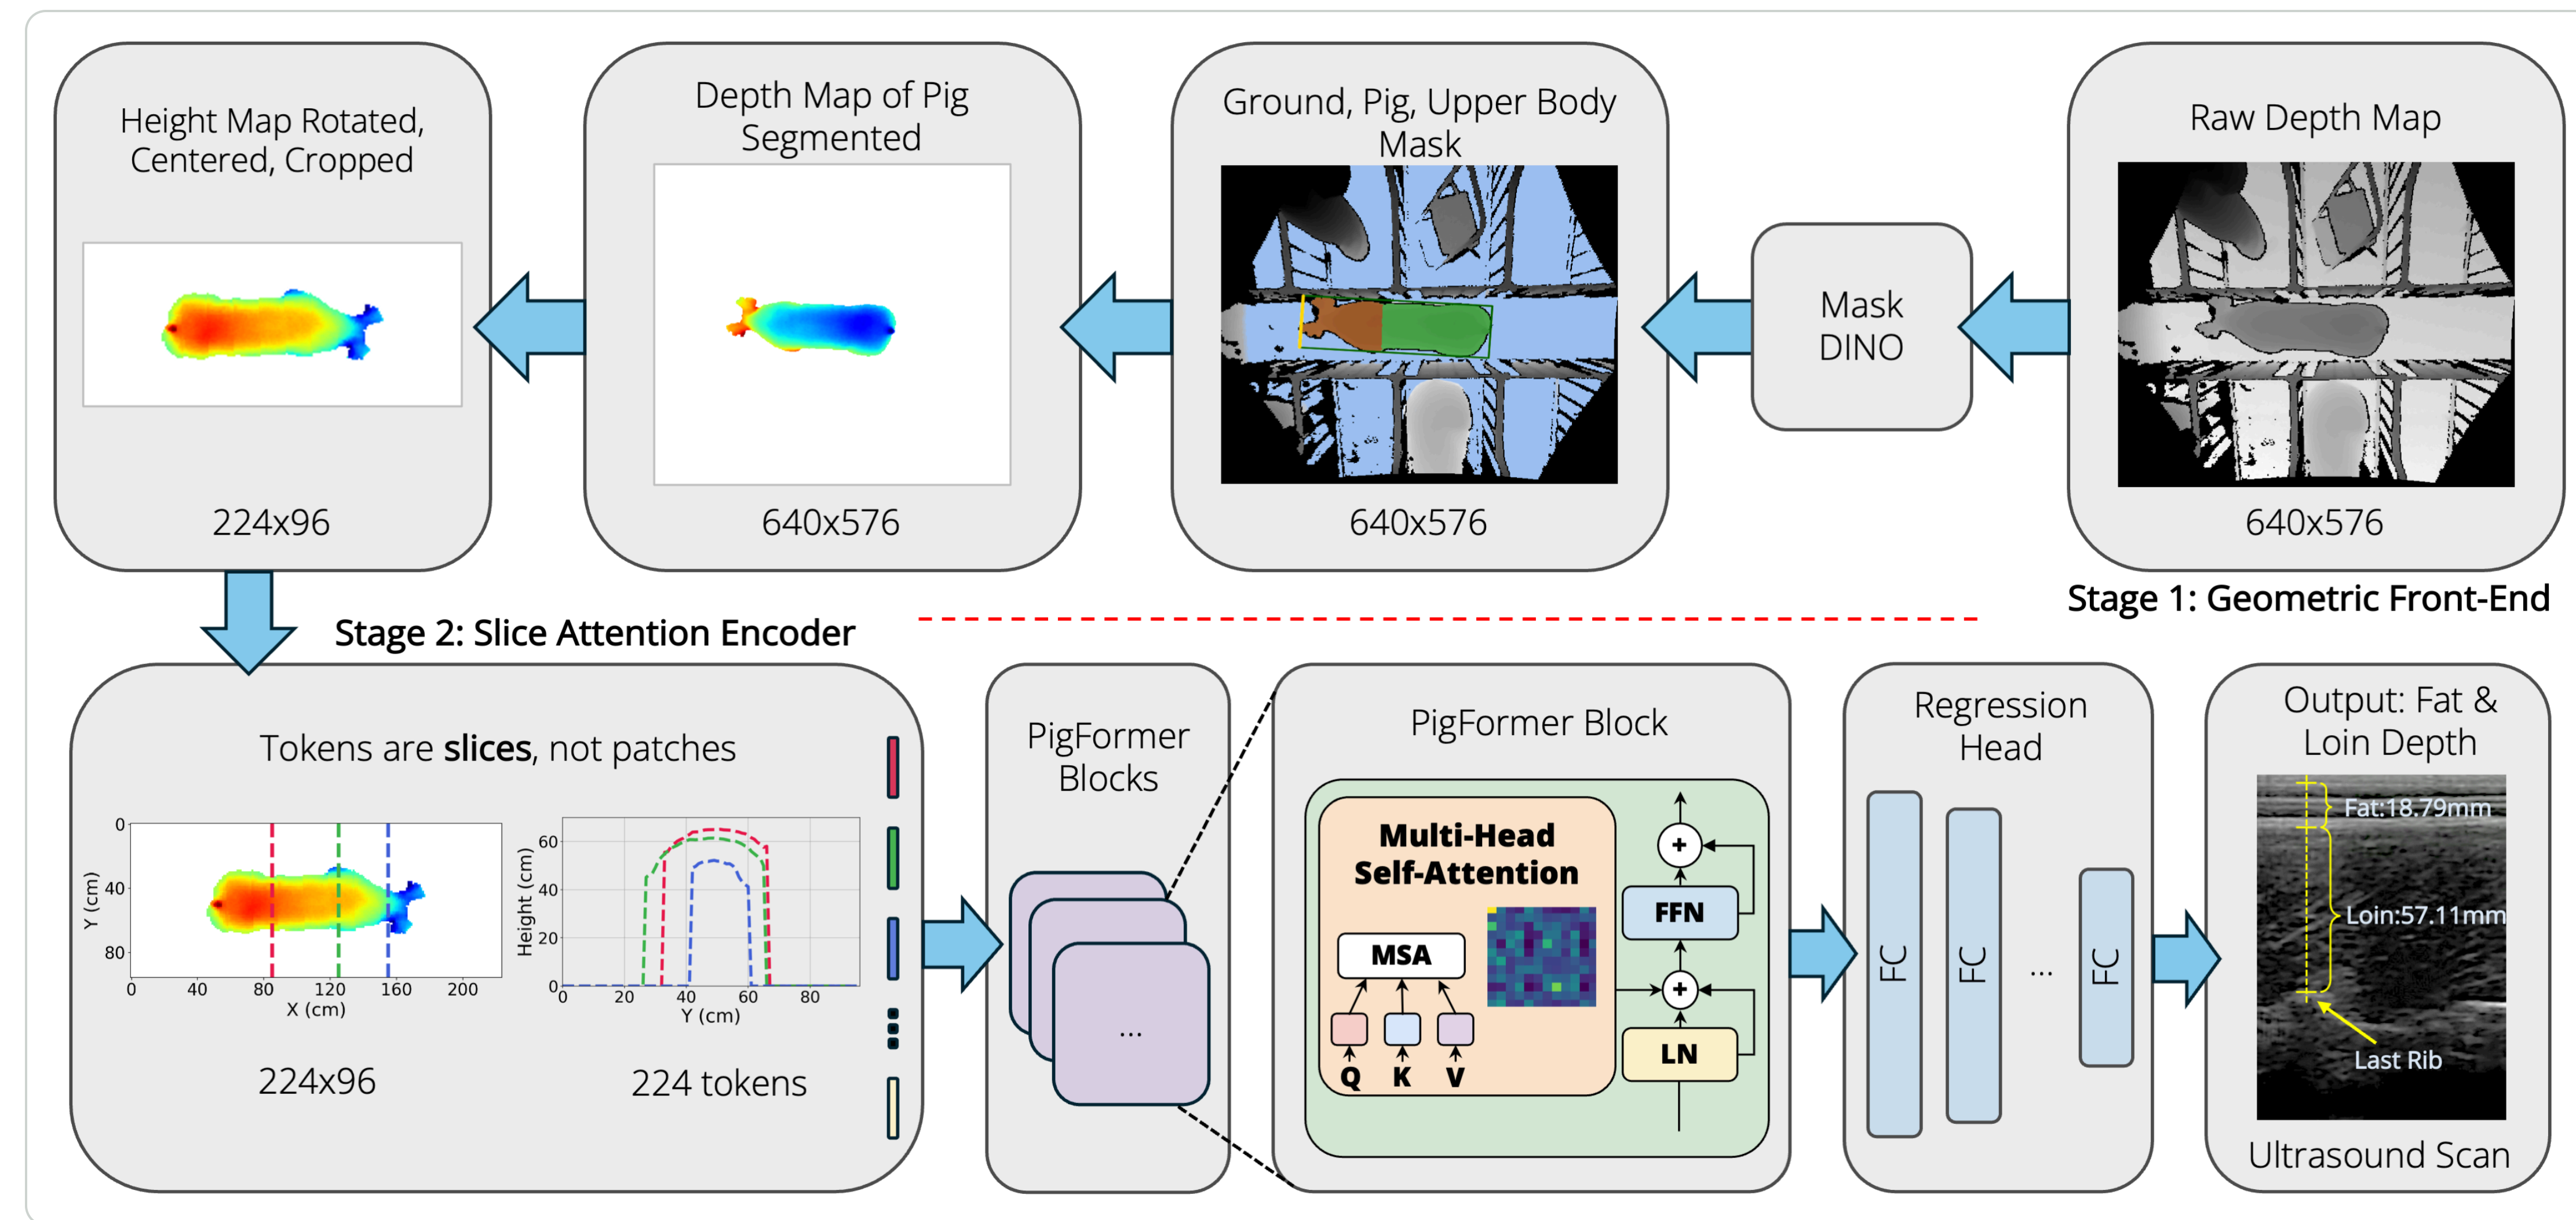 Height Map Rotated,
Centered, Cropped
224x96
Depth Map of Pig
Segmented
640x576
Ground, Pig, Upper Body
Mask
640x576
Mask
DINO
Raw Depth Map
640x576
Stage 1: Geometric Front-End
Stage 2: Slice Attention Encoder
Tokens are slices, not patches
0
40
80
Y (cm)
0 40 80 120 160 200
X (cm)
224x96
60
40
20
0
Height (cm)
0 20 40 60 80
Y (cm)
224 tokens
PigFormer
Blocks
...
PigFormer Block
Multi-Head
Self-Attention
MSA
Q K V
+
FFN
+
LN
Regression
Head
FC
FC
...
FC
Output: Fat &
Loin Depth
Fat:18.79mm
Loin:57.11mm
Last Rib
Ultrasound Scan